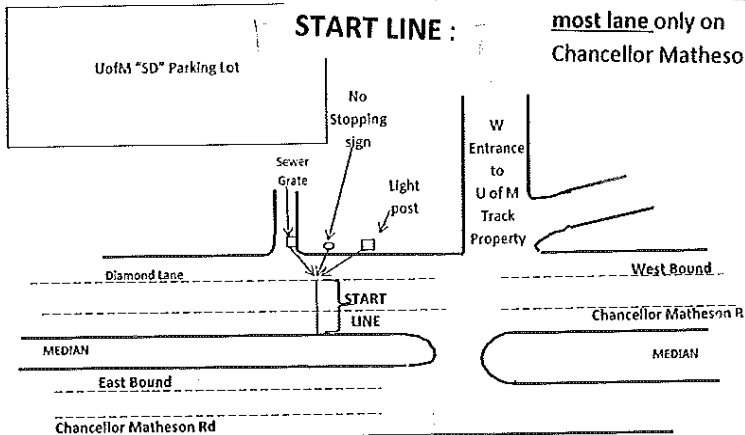 START LINE :
most lane only on
Chancellor Matheso
UofM "SD" Parking Lot
No
Stopping
sign
Sewer
Grate
Light
post
W
Entrance
to
U of M
Track
Property
Diamond Lane
West Bound
START
LINE
Chancellor Matheson R
MEDIAN
MEDIAN
East Bound
Chancellor Matheson Rd